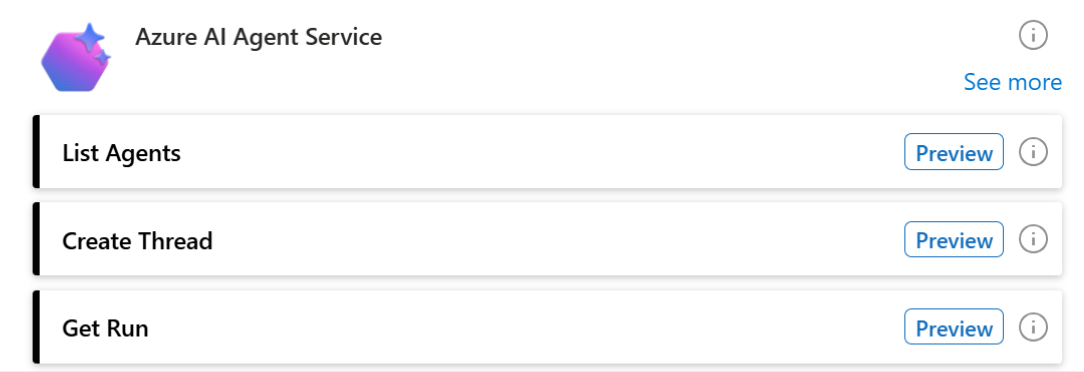 Azure AI Agent Service
See more
List Agents Preview
Create Thread Preview
Get Run Preview